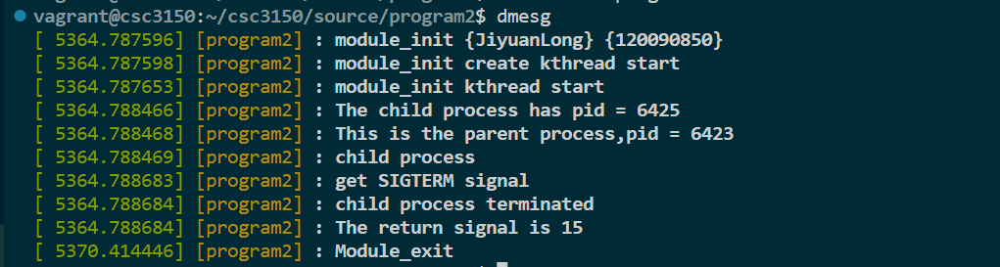 vagrant@csc3150:~/csc3150/source/program2$ dmesg
[ 5364.787596] [program2] : module_init {JiyuanLong} {120090850}
[ 5364.787598] [program2] : module_init create kthread start
[ 5364.787653] [program2] : module_init kthread start
[ 5364.788466] [program2] : The child process has pid = 6425
[ 5364.788468] [program2] : This is the parent process,pid = 6423
[ 5364.788469] [program2] : child process
[ 5364.788683] [program2] : get SIGTERM signal
[ 5364.788684] [program2] : child process terminated
[ 5364.788684] [program2] : The return signal is 15
[ 5370.414446] [program2] : Module_exit